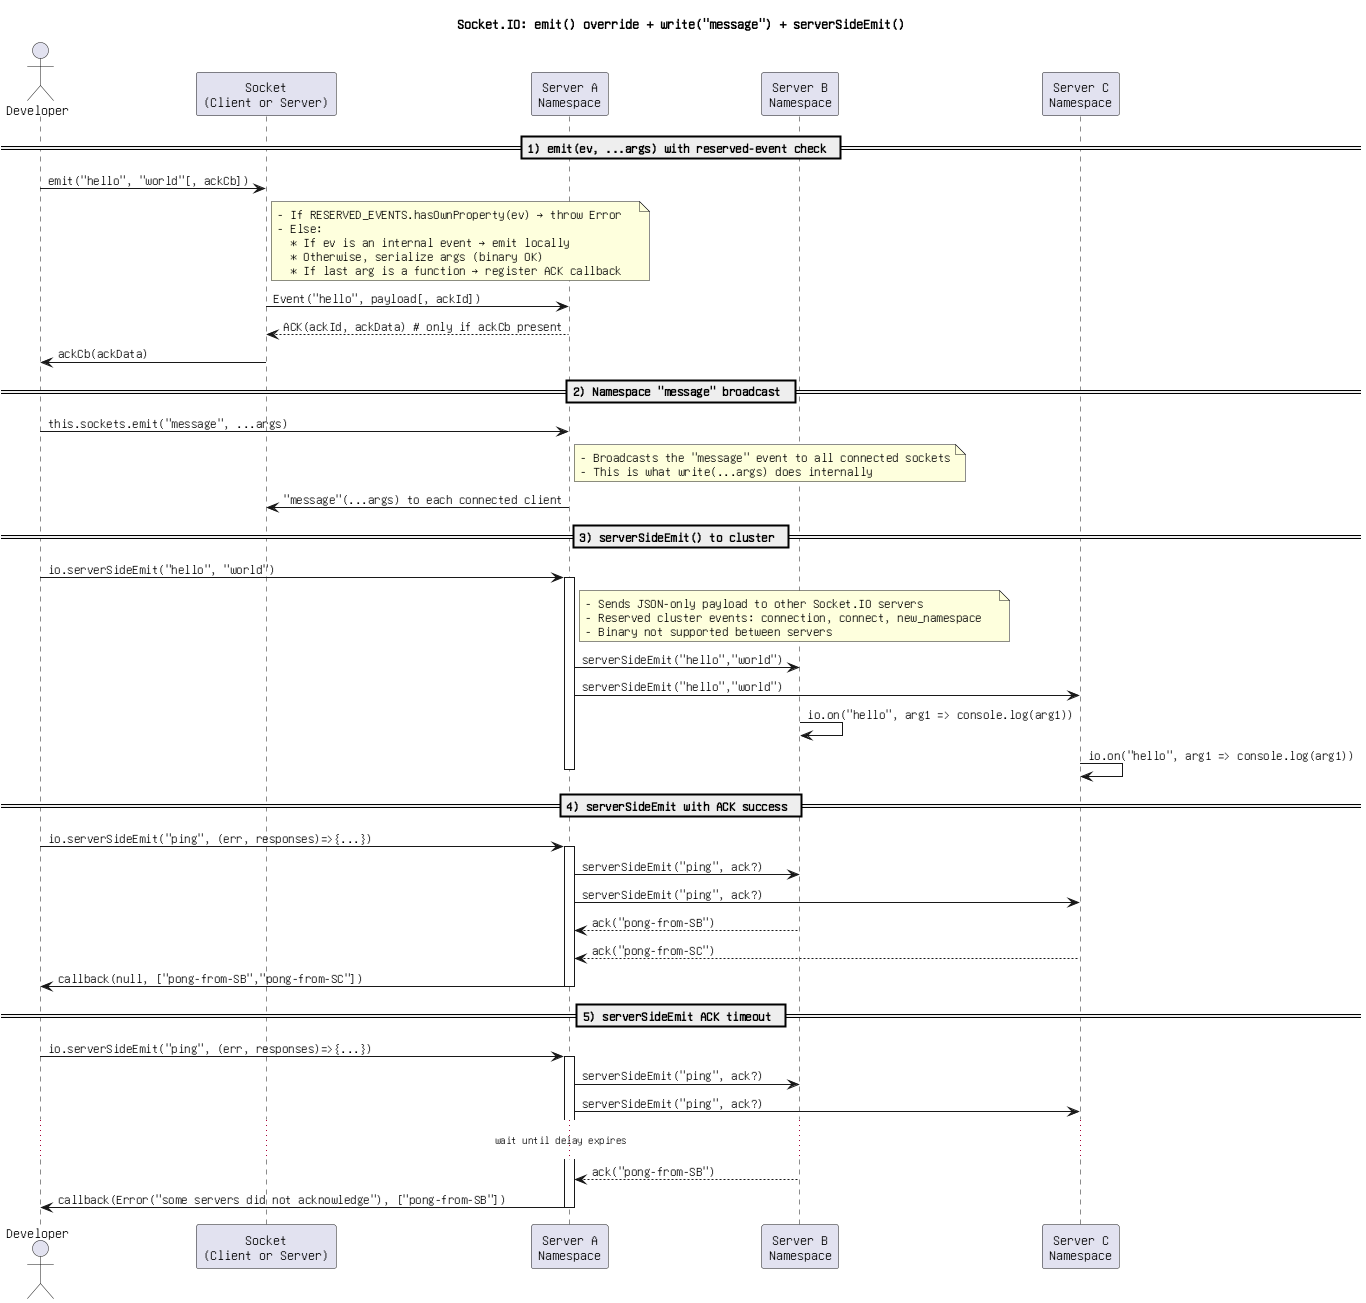 Socket.IO: emit() override + write("message") + serverSideEmit()
Developer
Socket
(Client or Server)
Server A
Namespace
Server B
Namespace
Server C
Namespace
1) emit(ev, ...args) with reserved-event check
emit("hello", "world"[, ackCb])
- If RESERVED_EVENTS.hasOwnProperty(ev) → throw Error
- Else:
* If ev is an internal event → emit locally
* Otherwise, serialize args (binary OK)
* If last arg is a function → register ACK callback
Event("hello", payload[, ackId])
ACK(ackId, ackData) # only if ackCb present
ackCb(ackData)
2) Namespace "message" broadcast
this.sockets.emit("message", ...args)
- Broadcasts the "message" event to all connected sockets
- This is what write(...args) does internally
"message"(...args) to each connected client
3) serverSideEmit() to cluster
io.serverSideEmit("hello", "world")
- Sends JSON-only payload to other Socket.IO servers
- Reserved cluster events: connection, connect, new_namespace
- Binary not supported between servers
serverSideEmit("hello","world")
serverSideEmit("hello","world")
io.on("hello", arg1 => console.log(arg1))
io.on("hello", arg1 => console.log(arg1))
4) serverSideEmit with ACK success
io.serverSideEmit("ping", (err, responses)=>{...})
serverSideEmit("ping", ack?)
serverSideEmit("ping", ack?)
ack("pong-from-SB")
ack("pong-from-SC")
callback(null, ["pong-from-SB","pong-from-SC"])
5) serverSideEmit ACK timeout
io.serverSideEmit("ping", (err, responses)=>{...})
serverSideEmit("ping", ack?)
serverSideEmit("ping", ack?)
wait until delay expires
ack("pong-from-SB")
callback(Error("some servers did not acknowledge"), ["pong-from-SB"])
Developer
Socket
(Client or Server)
Server A
Namespace
Server B
Namespace
Server C
Namespace